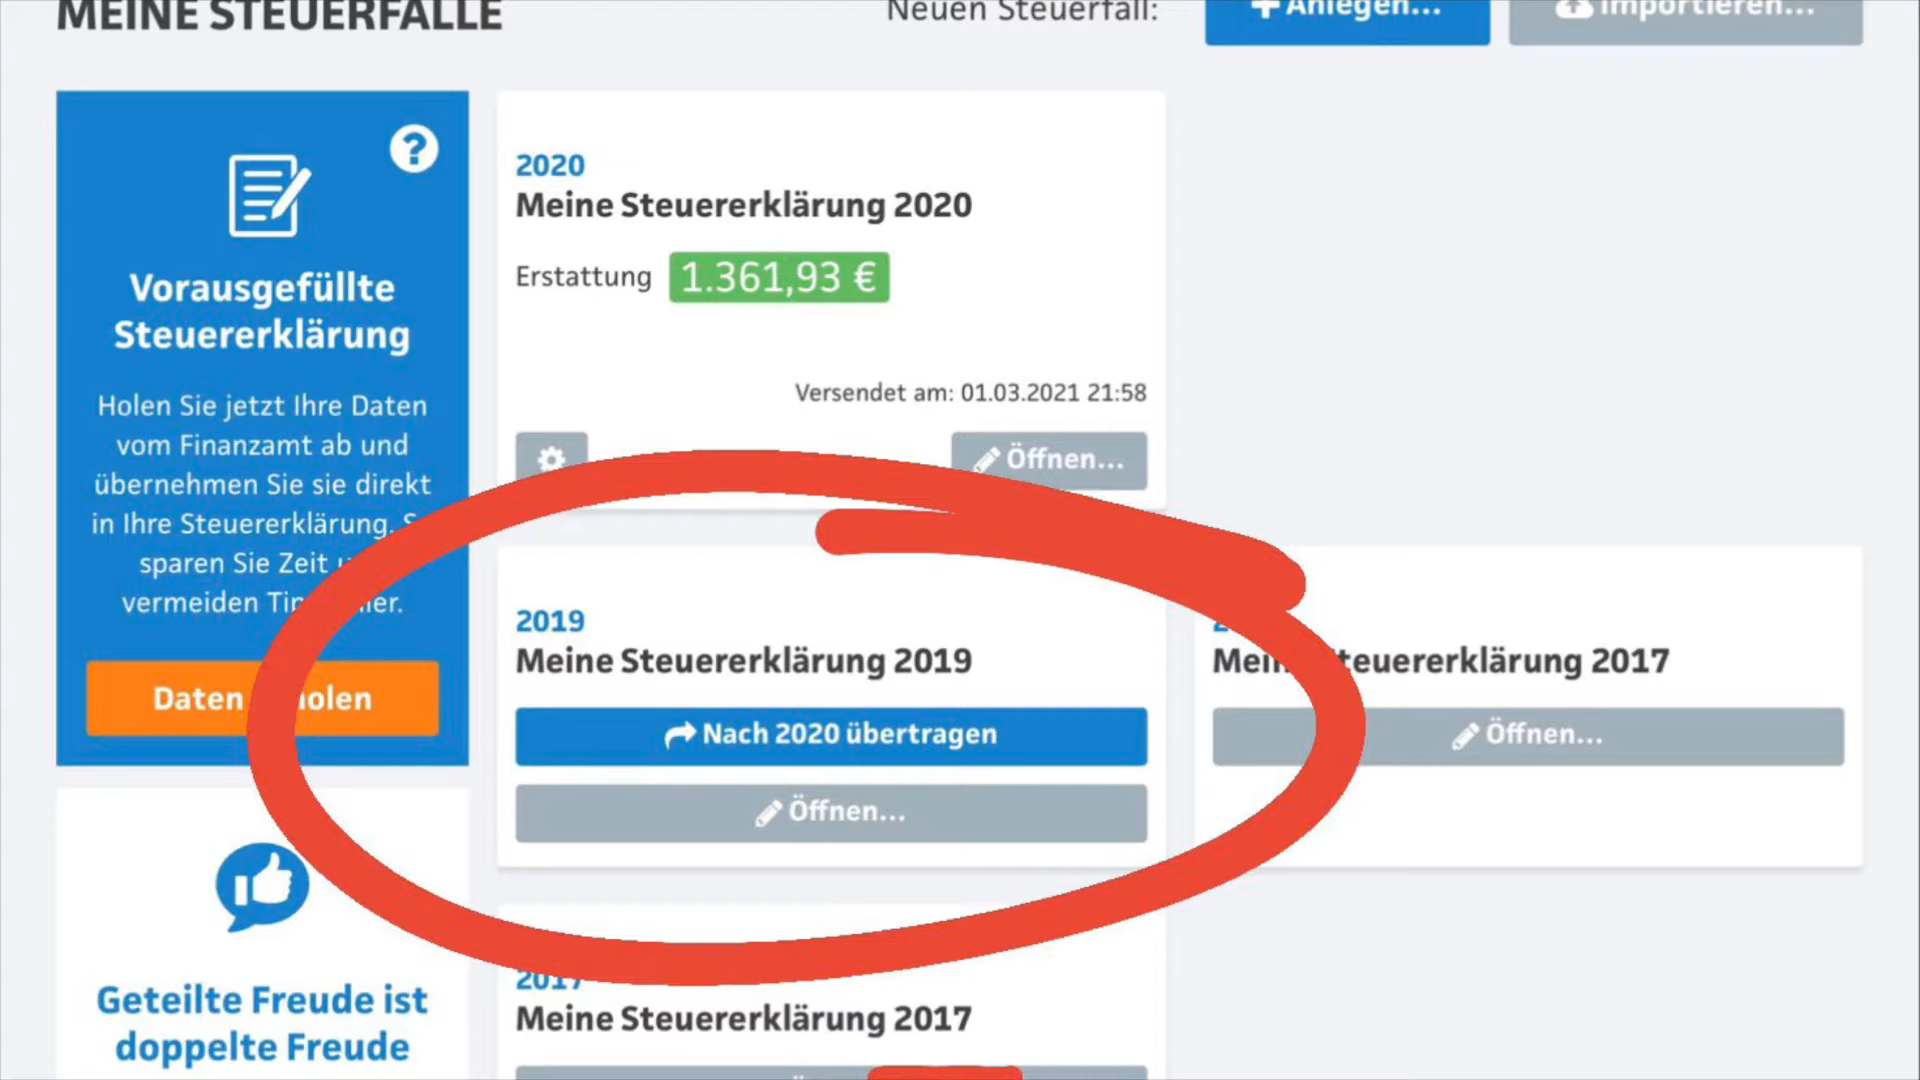 MEINE STEUERFÄLLE
Neuen Steuerfall:
Anlegen...
Importieren...
Vorausgefüllte
Steuererklärung
Holen Sie jetzt Ihre Daten
vom Finanzamt ab und
übernehmen Sie sie direkt
in Ihre Steuererklärung.
sparen Sie Zeit
vermeiden
Daten
2020
Meine Steuererklärung 2020
Erstattung 1.361,93 €
Versendet am: 01.03.2021 21:58
Öffnen...
2019
Meine Steuererklärung 2019
Nach 2020 übertragen
Öffnen...
Meine Steuererklärung 2017
Öffnen...
2017
Meine Steuererklärung 2017
Geteilte Freude ist
doppelte Freude